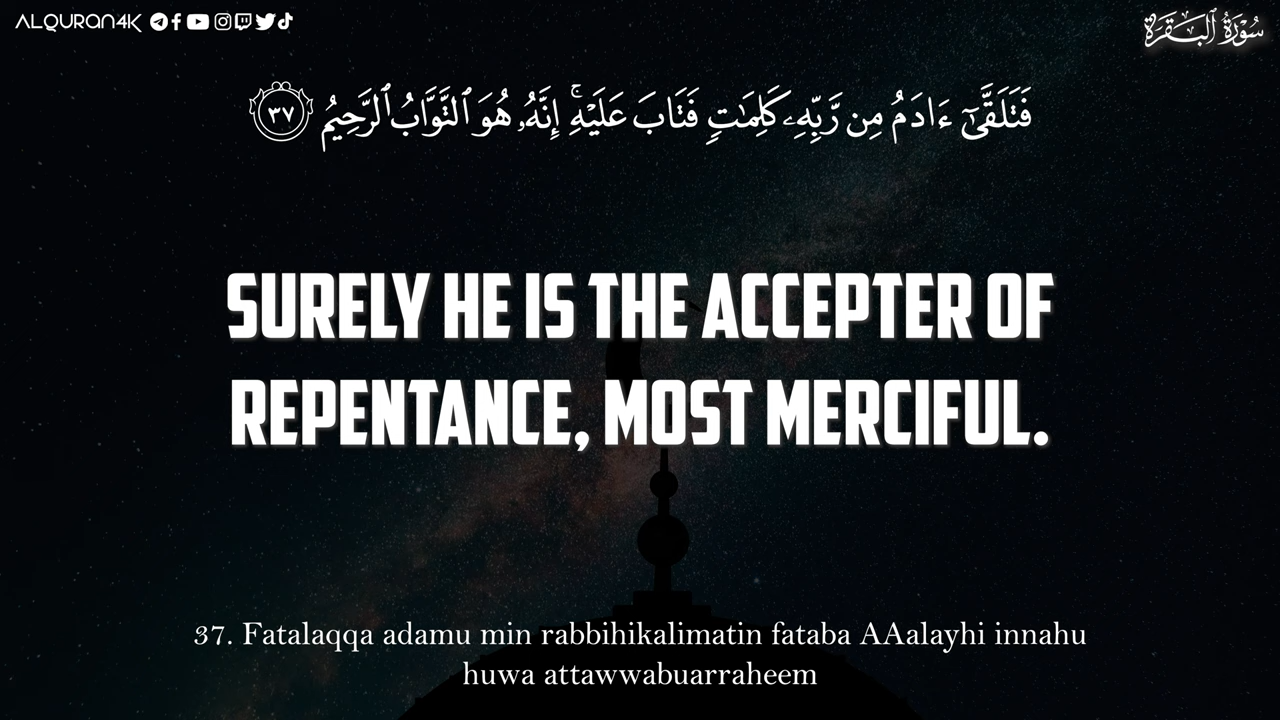 ALQURAN4K
سُورَةُ ٱلْبَقَرَةِ
فَتَلَقَّىٰٓ ءَادَمُ مِن رَّبِّهِۦ كَلِمَٰتٍ فَتَابَ عَلَيْهِ ۚ إِنَّهُۥ هُوَ ٱلتَّوَّابُ ٱلرَّحِيمُ ٣٧
SURELY HE IS THE ACCEPTER OF
REPENTANCE, MOST MERCIFUL.
37. Fatalaqqa adamu min rabbihikalimatin fataba AAalayhi innahu
huwa attawwabuarraheem